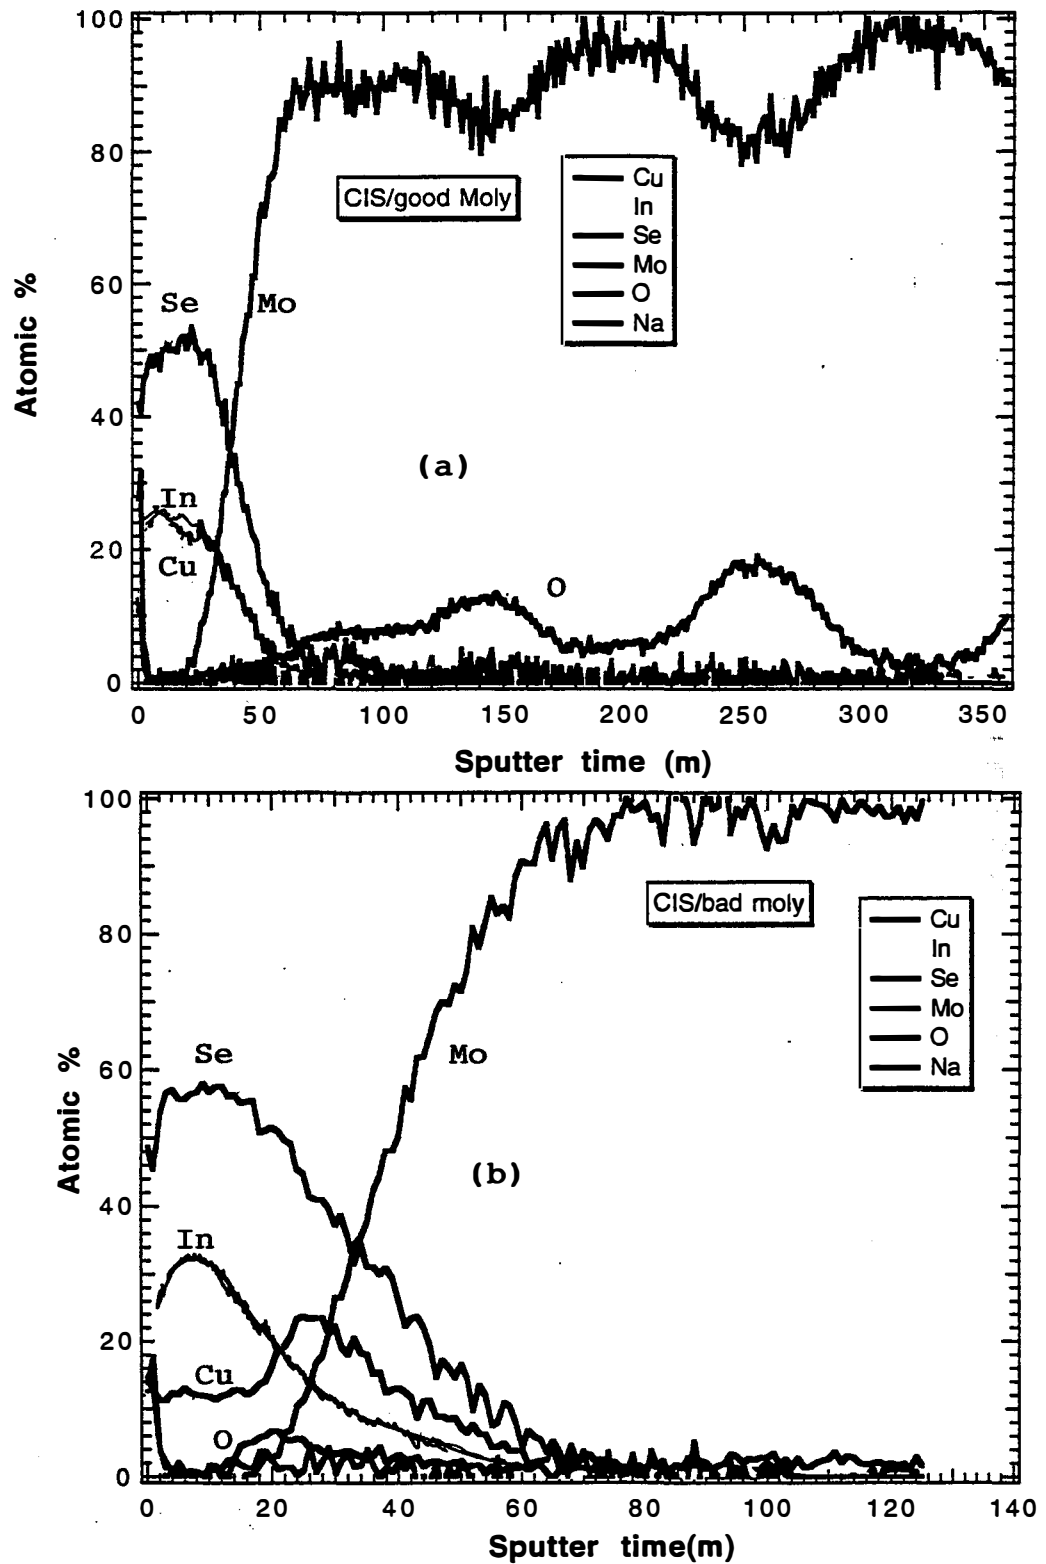 100
80
60
40
20
0
Atomic %
CIS/good Moly
Cu
In
Se
Mo
O
Na
Se
Mo
(a)
In
Cu
O
0 50 100 150 200 250 300 350
Sputter time (m)
100
80
60
40
20
0
Atomic %
CIS/bad moly
Cu
In
Se
Mo
O
Na
Se
Mo
(b)
In
Cu
O
0 20 40 60 80 100 120 140
Sputter time(m)